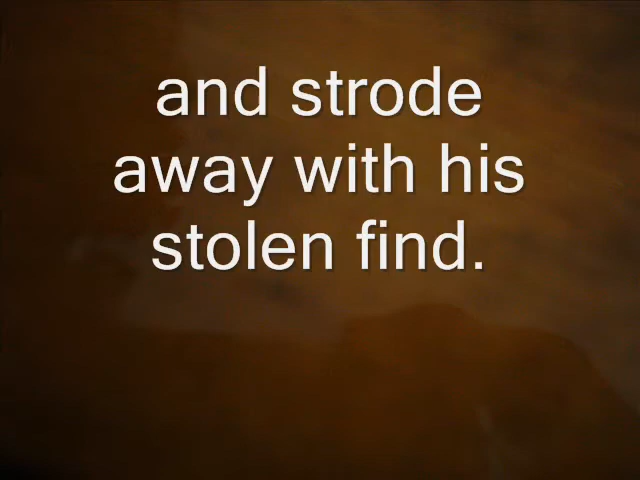 and strode
away with his
stolen find.